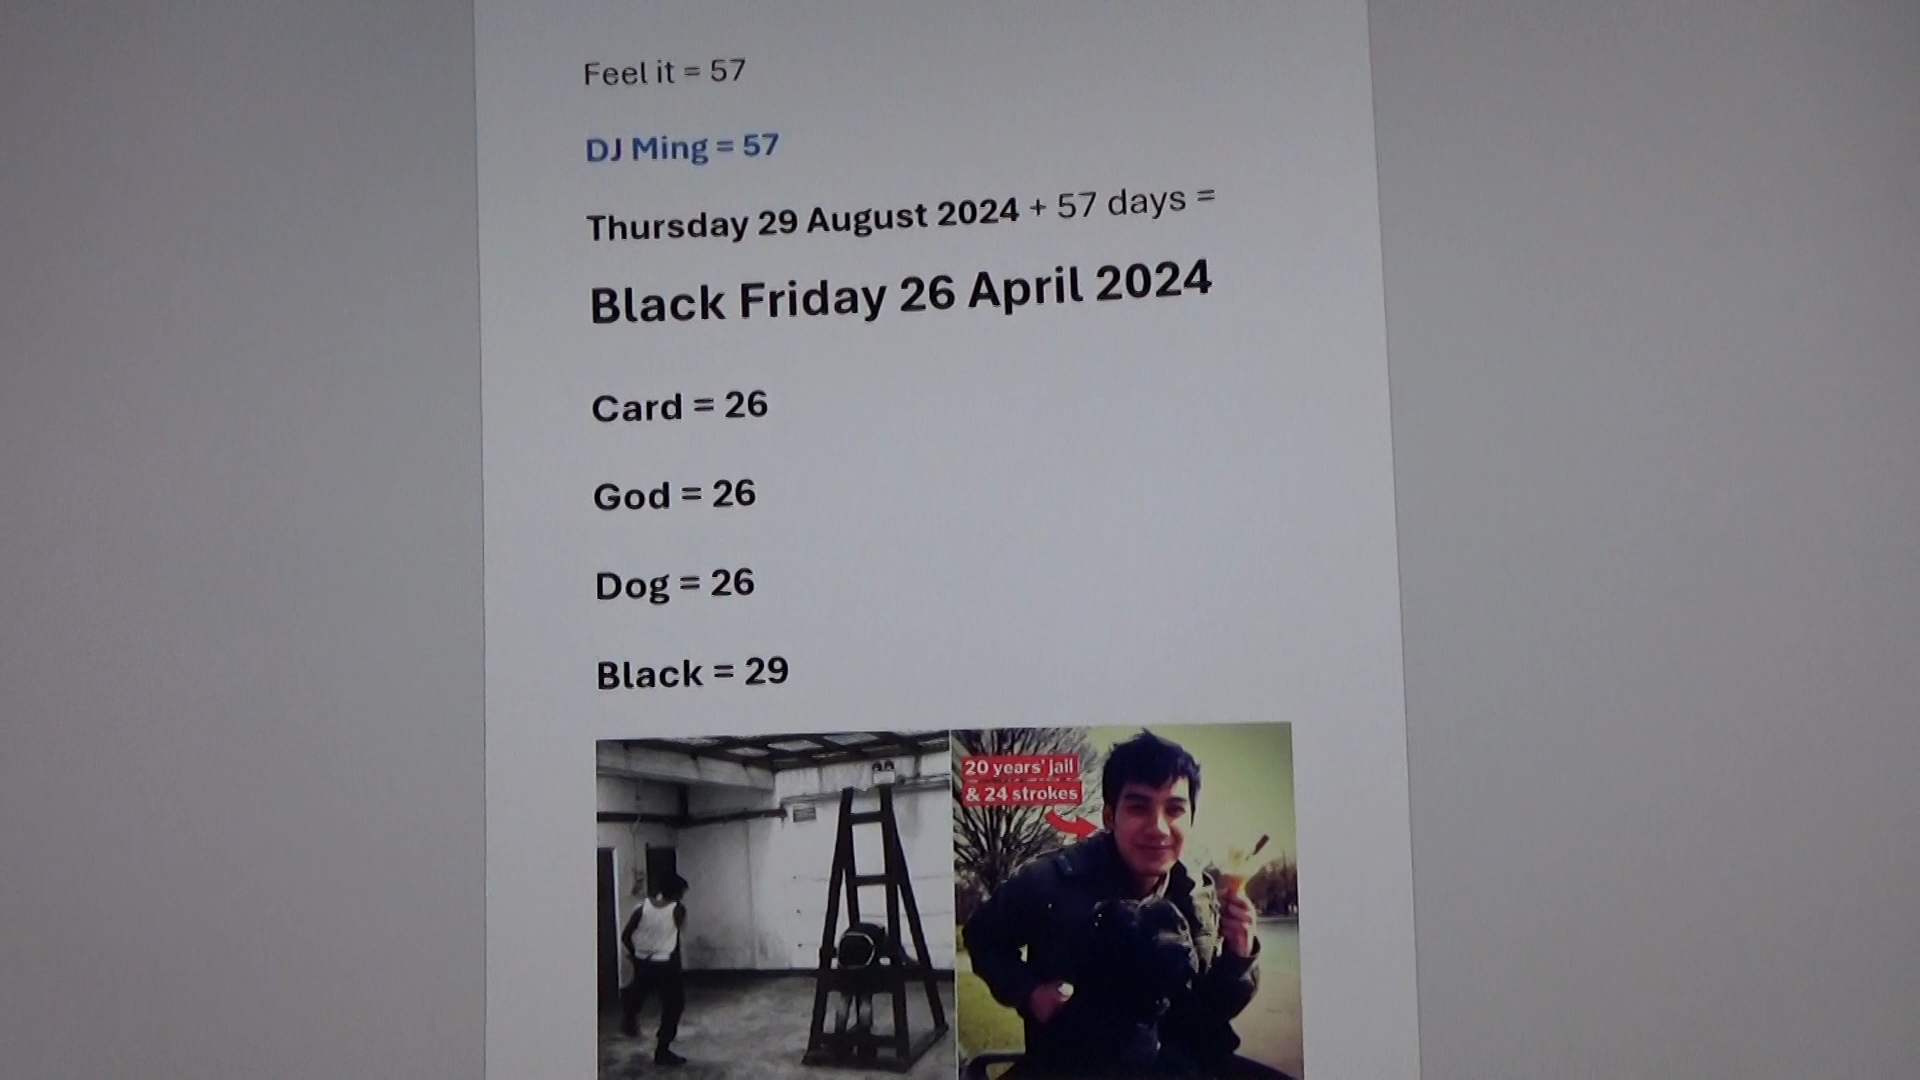 Feel it = 57
DJ Ming = 57
Thursday 29 August 2024 + 57 days =
Black Friday 26 April 2024
Card = 26
God = 26
Dog = 26
Black = 29
20 years' jail
& 24 strokes